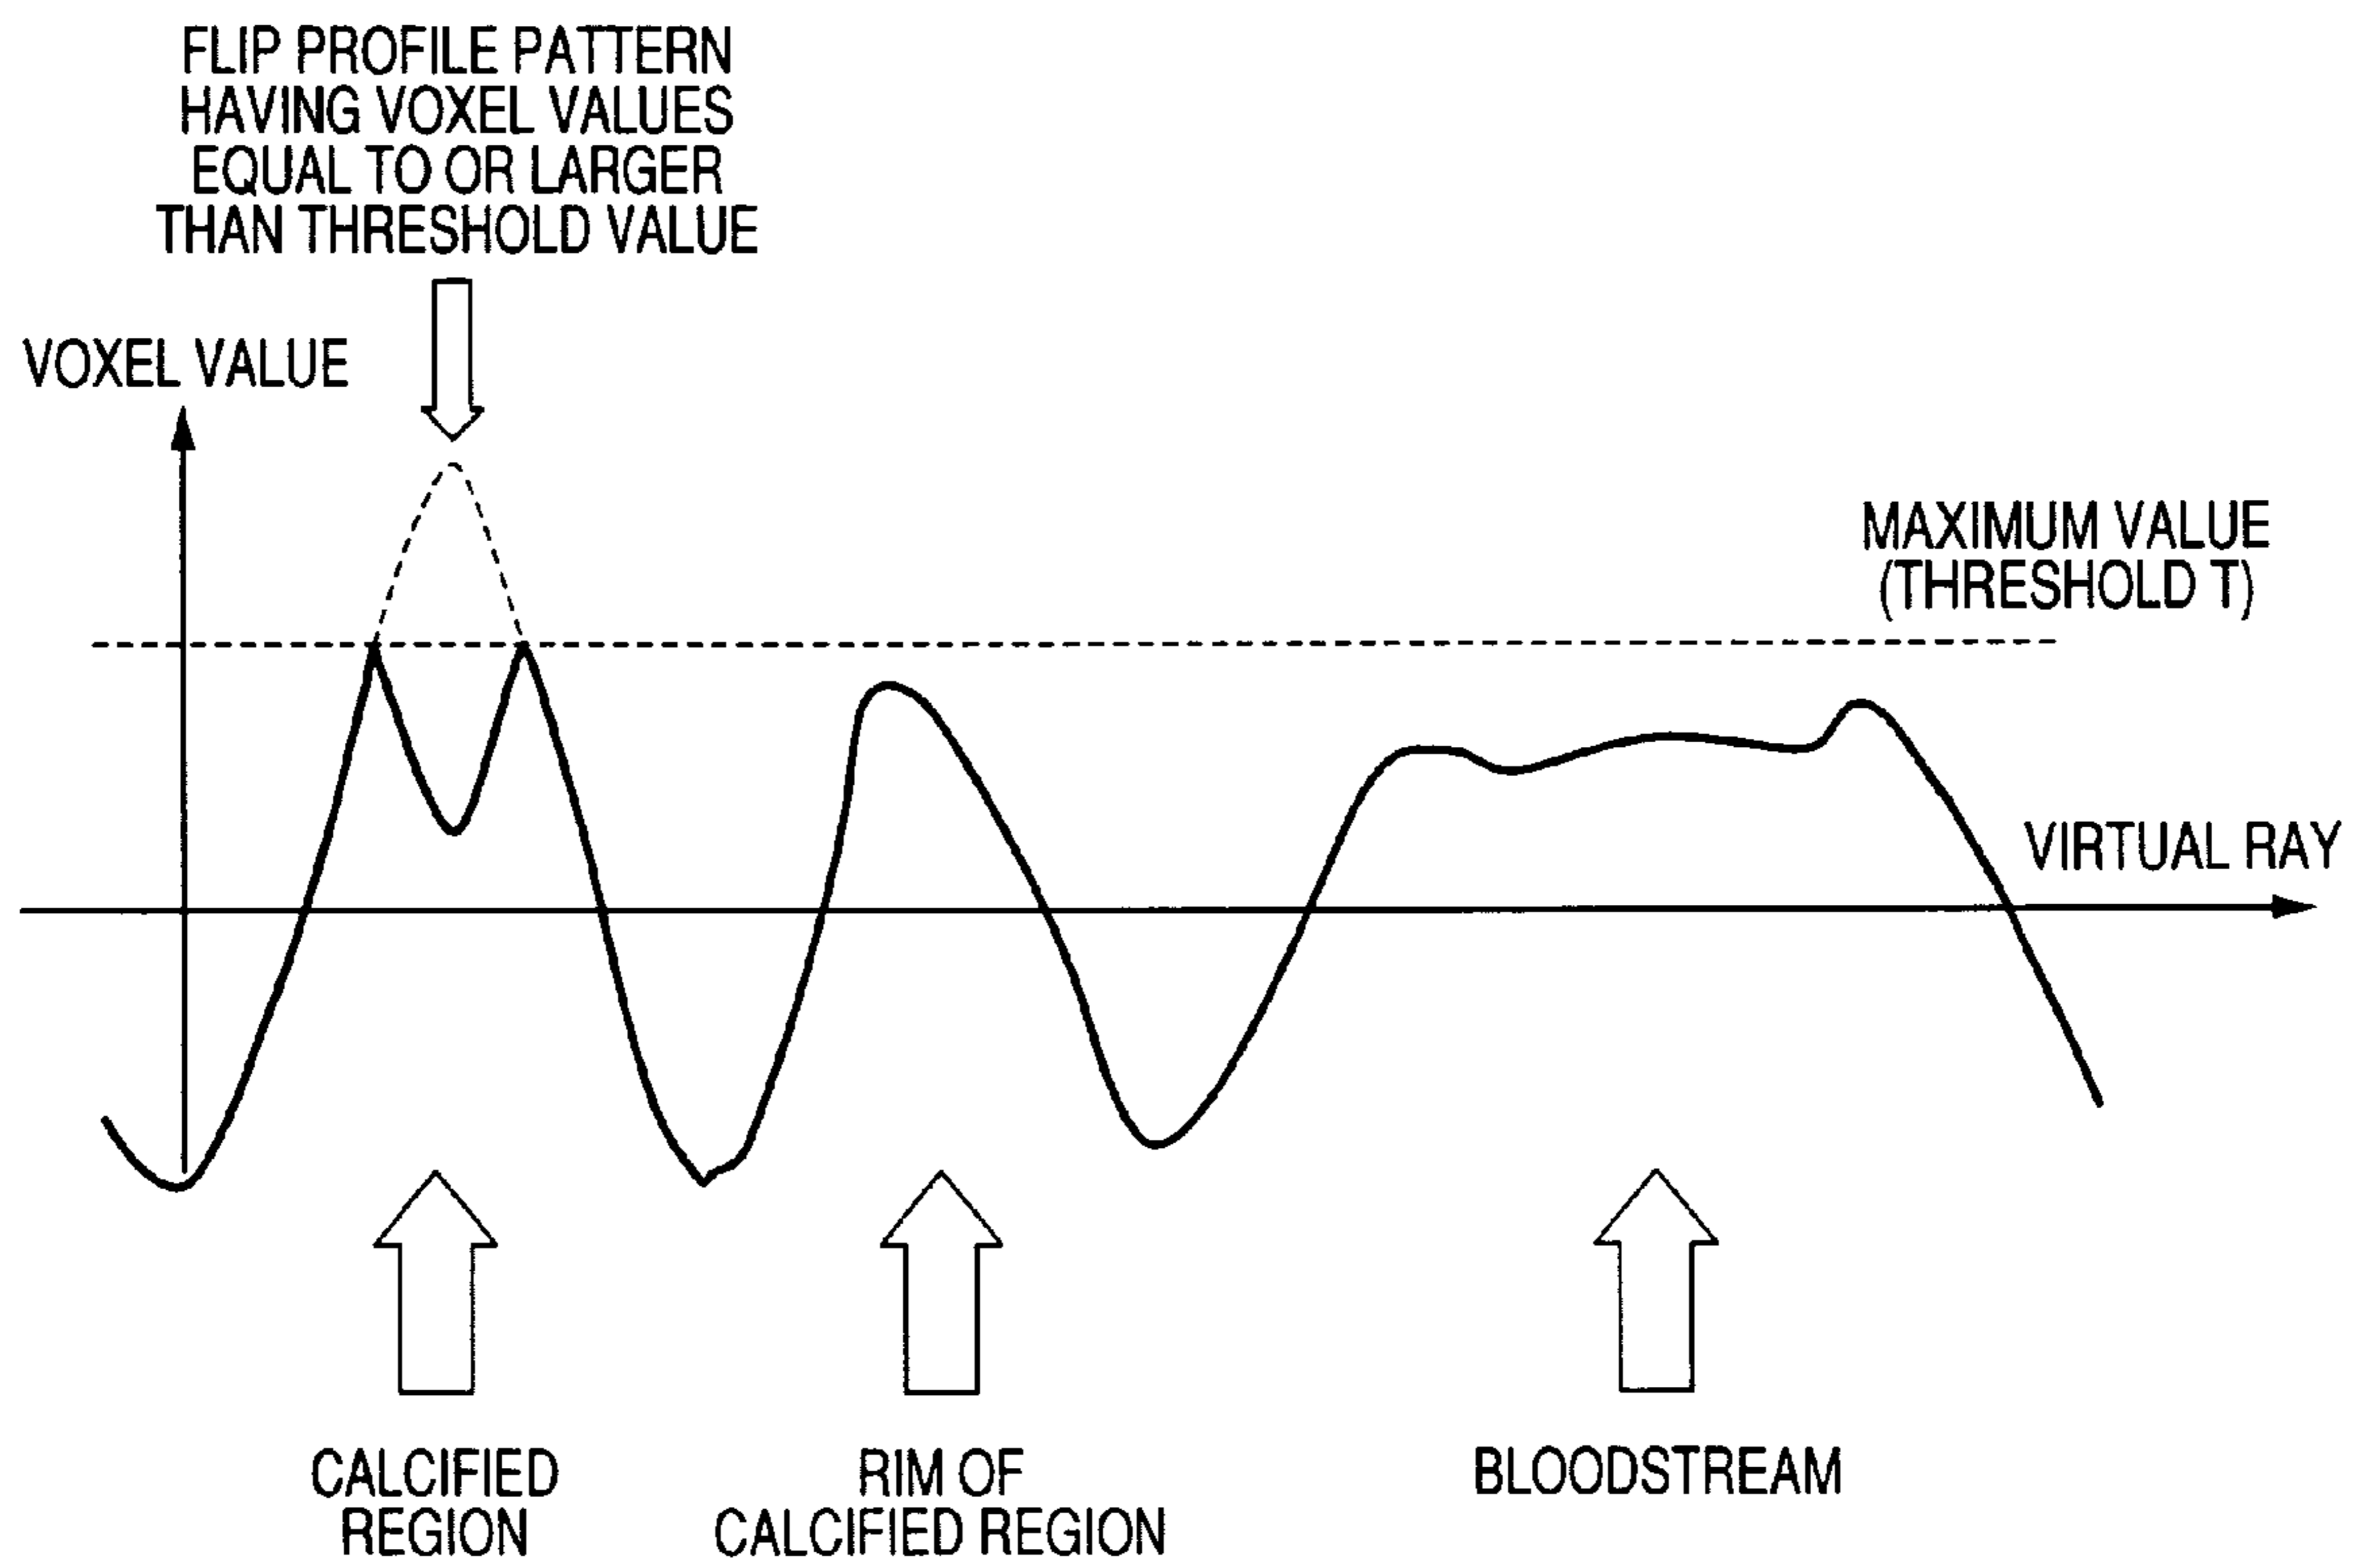 FLIP PROFILE PATTERN
HAVING VOXEL VALUES
EQUAL TO OR LARGER
THAN THRESHOLD VALUE
VOXEL VALUE
MAXIMUM VALUE
(THRESHOLD T)
VIRTUAL RAY
CALCIFIED
REGION
RIM OF
CALCIFIED REGION
BLOODSTREAM